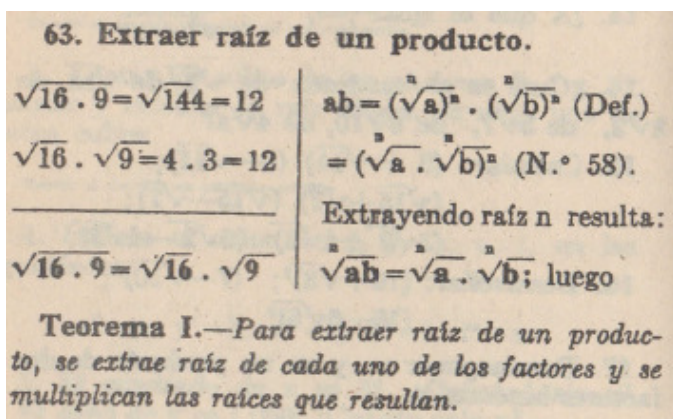 63. Extraer raíz de un producto.
√16 . 9=√144=12
√16 . √9=4 . 3=12
√16 . 9=√16 . √9
ab=(ⁿ√a)ⁿ . (ⁿ√b)ⁿ (Def.)
=(ⁿ√a . ⁿ√b)ⁿ (N.º 58).
Extrayendo raíz n resulta:
ⁿ√ab=ⁿ√a . ⁿ√b; luego
Teorema I.—Para extraer raíz de un produc-
to, se extrae raíz de cada uno de los factores y se
multiplican las raíces que resultan.